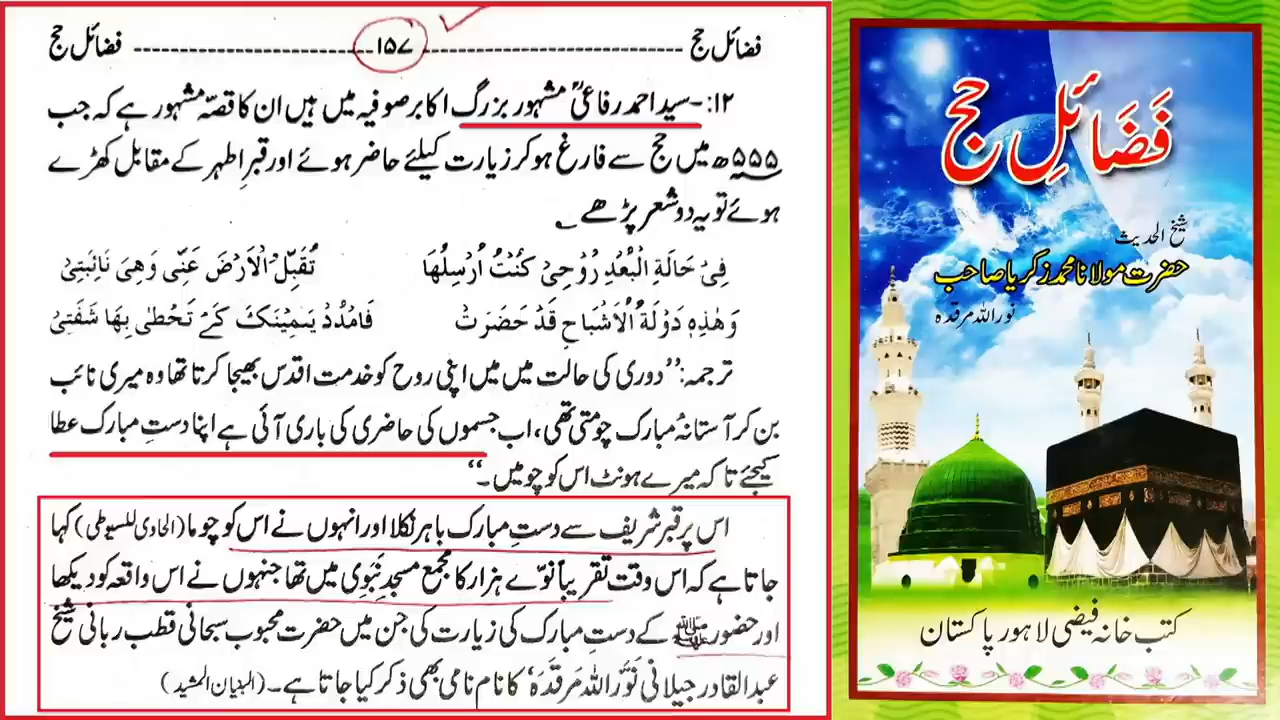 فضائل حج ۱۵۷ فضائل حج
۱۲:- سید احمد رفاعیؒ مشہور بزرگ اکابر صوفیہ میں ہیں ان کا قصّہ مشہور ہے کہ جب
۵۵۵ھ میں حج سے فارغ ہو کر زیارت کیلئے حاضر ہوئے اور قبرِ اطہر کے مقابل کھڑے
ہوئے تو یہ دو شعر پڑھے
فِیْ حَالَةِ الْبُعْدِ رُوْحِیْ كُنْتُ اُرْسِلُهَا تُقَبِّلُ الْاَرْضَ عَنِّی وَهِیَ نَائِبَتِیْ
وَهٰذِهٖ دَوْلَةُ الْاَشْبَاحِ قَدْ حَضَرَتْ فَامْدُدْ یَمِیْنَكَ كَےْ تَحْطٰی بِهَا شَفَتِیْ
ترجمہ: ”دوری کی حالت میں میں اپنی روح کو خدمت اقدس بھیجا کرتا تھا وہ میری نائب
بن کر آستانۂ مبارک چومتی تھی، اب جسموں کی حاضری کی باری آئی ہے اپنا دستِ مبارک عطا
کیجئے تاکہ میرے ہونٹ اس کو چومیں۔“
اس پر قبر شریف سے دستِ مبارک باہر نکلا اور انہوں نے اس کو چوما (الحاوی للسیوطی) کہا
جاتا ہے کہ اس وقت تقریباً نوّے ہزار کا مجمع مسجدِ نبوی میں تھا جنہوں نے اس واقعہ کو دیکھا
اور حضور ﷺ کے دستِ مبارک کی زیارت کی جن میں حضرت محبوب سبحانی قطب ربانی شیخ
عبدالقادر جیلانی نَوَّرَ اللّٰہ مَرقدَہٗ کا نام نامی بھی ذکر کیا جاتا ہے۔ (البنیان المشید)
فَضَائِلِ حج
شیخ الحدیث
حضرت مولانا محمد زکریا صاحب
نور اللہ مرقدہ
کتب خانہ فیضی لاہور پاکستان